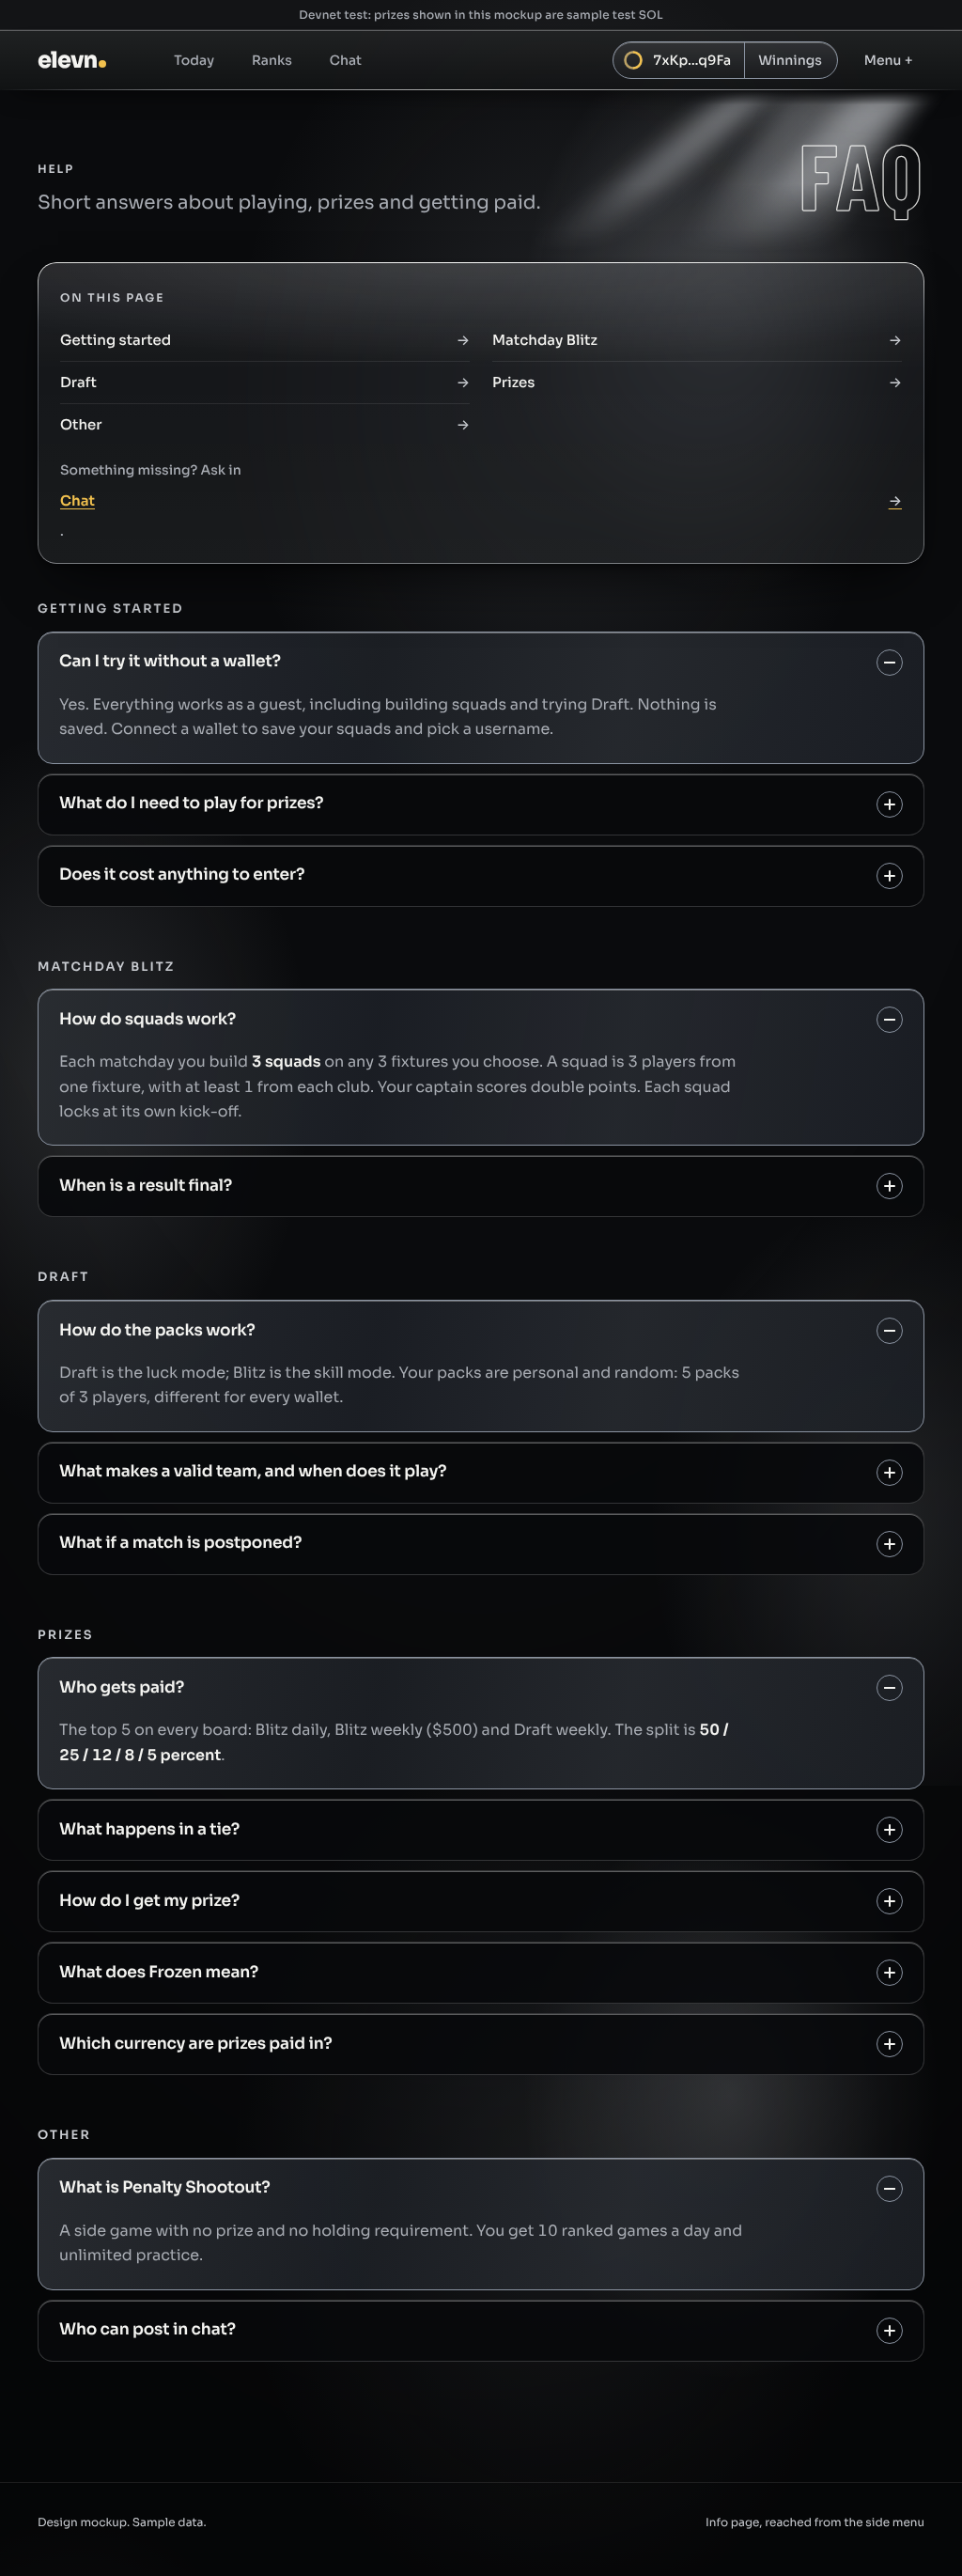 Devnet test: prizes shown in this mockup are sample test SOL
elevn.
Today
Ranks
Chat
7xKp...q9Fa
Winnings
Menu +
HELP
Short answers about playing, prizes and getting paid.
FAQ
ON THIS PAGE
Getting started →
Matchday Blitz →
Draft →
Prizes →
Other →
Something missing? Ask in
Chat →
.
GETTING STARTED
Can I try it without a wallet?
Yes. Everything works as a guest, including building squads and trying Draft. Nothing is
saved. Connect a wallet to save your squads and pick a username.
What do I need to play for prizes?
Does it cost anything to enter?
MATCHDAY BLITZ
How do squads work?
Each matchday you build 3 squads on any 3 fixtures you choose. A squad is 3 players from
one fixture, with at least 1 from each club. Your captain scores double points. Each squad
locks at its own kick-off.
When is a result final?
DRAFT
How do the packs work?
Draft is the luck mode; Blitz is the skill mode. Your packs are personal and random: 5 packs
of 3 players, different for every wallet.
What makes a valid team, and when does it play?
What if a match is postponed?
PRIZES
Who gets paid?
The top 5 on every board: Blitz daily, Blitz weekly ($500) and Draft weekly. The split is 50 /
25 / 12 / 8 / 5 percent.
What happens in a tie?
How do I get my prize?
What does Frozen mean?
Which currency are prizes paid in?
OTHER
What is Penalty Shootout?
A side game with no prize and no holding requirement. You get 10 ranked games a day and
unlimited practice.
Who can post in chat?
Design mockup. Sample data.
Info page, reached from the side menu